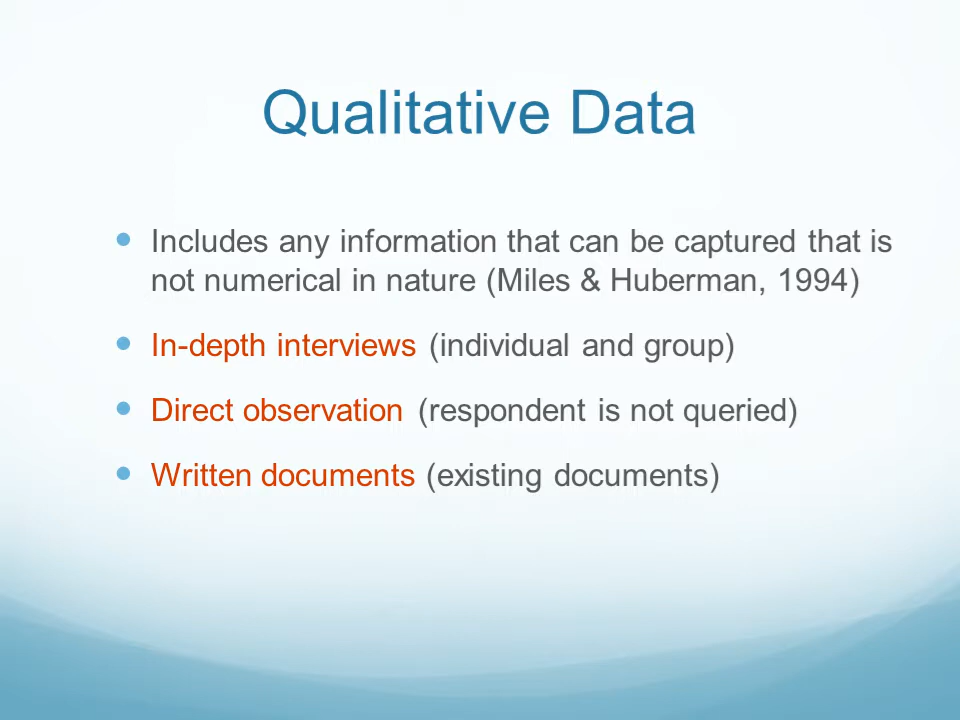 Qualitative Data
Includes any information that can be captured that is
not numerical in nature (Miles & Huberman, 1994)
In-depth interviews (individual and group)
Direct observation (respondent is not queried)
Written documents (existing documents)